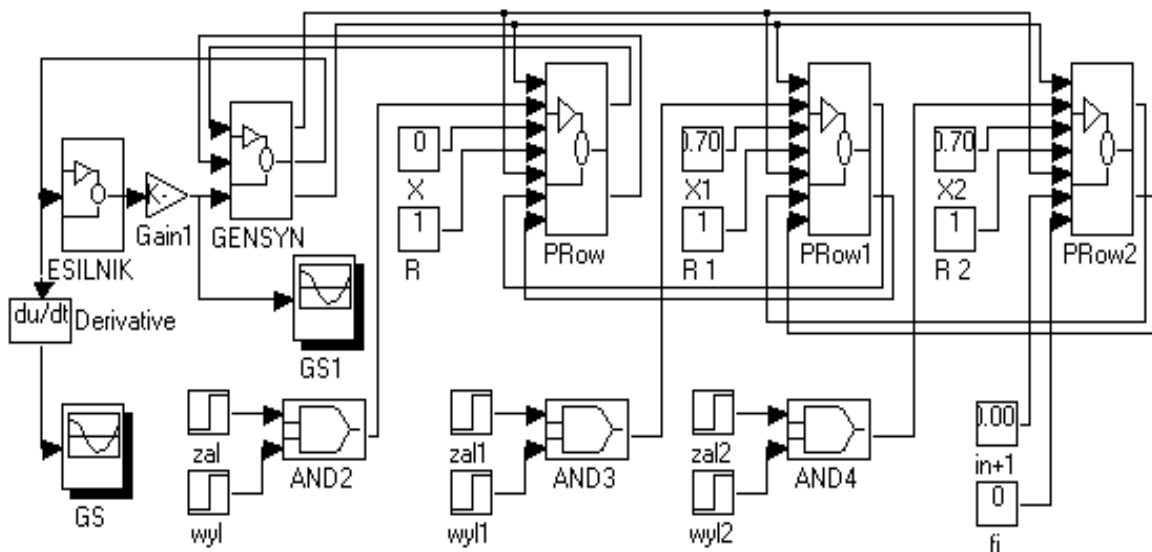 0
0.70
0.70
X
X1
X2
K-
1
1
1
Gain1
GENSYN
PRow
PRow1
PRow2
R
R 1
R 2
ESILNIK
du/dt
Derivative
GS1
zal
zal1
zal2
0.00
AND2
AND3
AND4
in+1
0
GS
wyl
wyl1
wyl2
fi